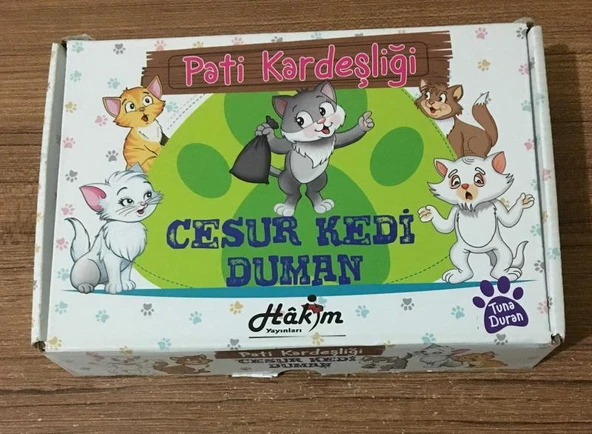 Pati Kardeşliği
CESUR KEDİ
DUMAN
Hâkim
Yayınları
Tuna
Duran
Pati Kardeşliği
CESUR KEDİ
DUMAN